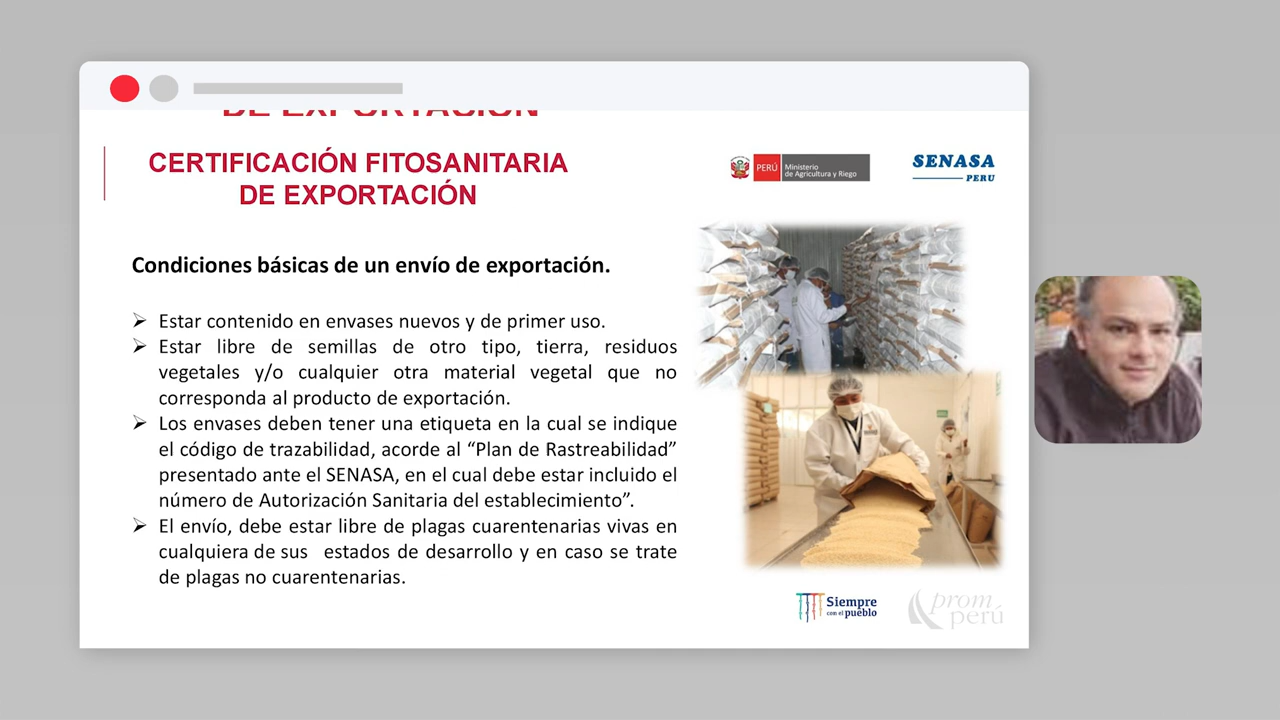 DE EXPORTACIÓN
CERTIFICACIÓN FITOSANITARIA
DE EXPORTACIÓN
PERÚ
Ministerio
de Agricultura y Riego
SENASA
PERU
Condiciones básicas de un envío de exportación.
Estar contenido en envases nuevos y de primer uso.
Estar libre de semillas de otro tipo, tierra, residuos
vegetales y/o cualquier otra material vegetal que no
corresponda al producto de exportación.
Los envases deben tener una etiqueta en la cual se indique
el código de trazabilidad, acorde al “Plan de Rastreabilidad”
presentado ante el SENASA, en el cual debe estar incluido el
número de Autorización Sanitaria del establecimiento”.
El envío, debe estar libre de plagas cuarentenarias vivas en
cualquiera de sus estados de desarrollo y en caso se trate
de plagas no cuarentenarias.
Siempre
con el pueblo
prom
perú